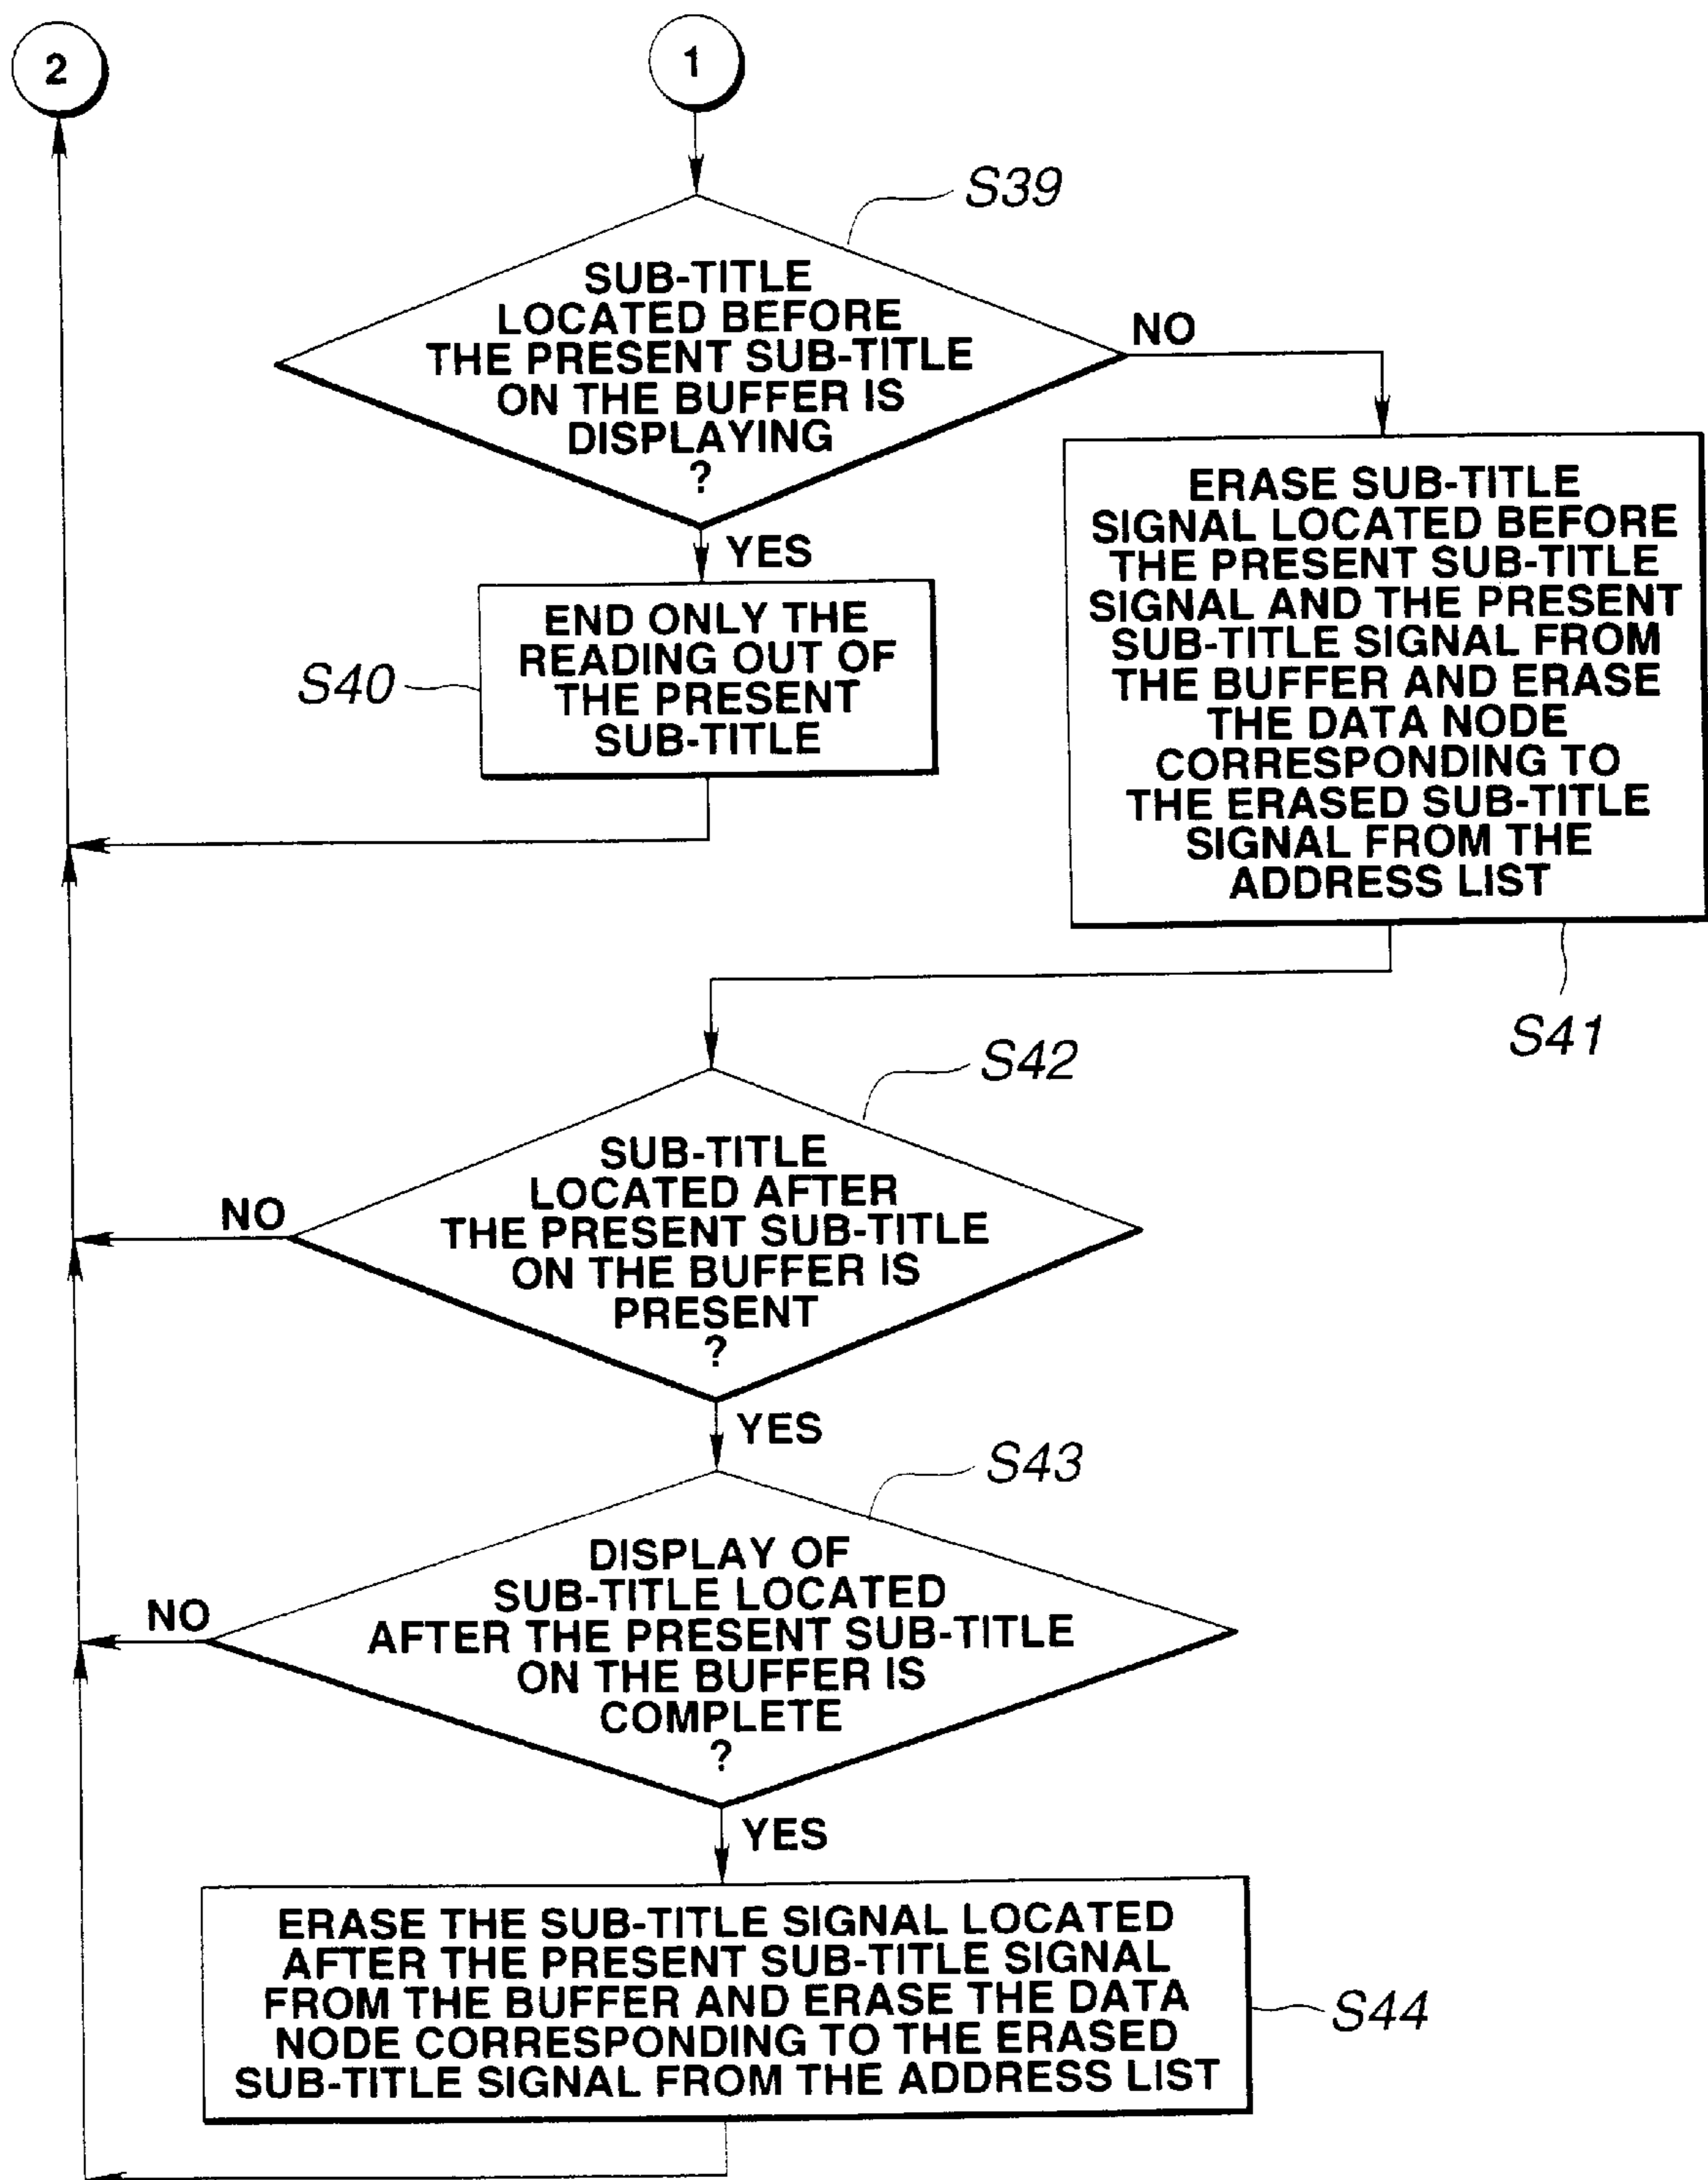 2
1
S39
SUB-TITLE
LOCATED BEFORE
THE PRESENT SUB-TITLE
ON THE BUFFER IS
DISPLAYING
?
NO
YES
END ONLY THE
READING OUT OF
THE PRESENT
SUB-TITLE
S40
ERASE SUB-TITLE
SIGNAL LOCATED BEFORE
THE PRESENT SUB-TITLE
SIGNAL AND THE PRESENT
SUB-TITLE SIGNAL FROM
THE BUFFER AND ERASE
THE DATA NODE
CORRESPONDING TO
THE ERASED SUB-TITLE
SIGNAL FROM THE
ADDRESS LIST
S41
S42
SUB-TITLE
LOCATED AFTER
THE PRESENT SUB-TITLE
ON THE BUFFER IS
PRESENT
?
NO
YES
S43
DISPLAY OF
SUB-TITLE LOCATED
AFTER THE PRESENT SUB-TITLE
ON THE BUFFER IS
COMPLETE
?
NO
YES
ERASE THE SUB-TITLE SIGNAL LOCATED
AFTER THE PRESENT SUB-TITLE SIGNAL
FROM THE BUFFER AND ERASE THE DATA
NODE CORRESPONDING TO THE ERASED
SUB-TITLE SIGNAL FROM THE ADDRESS LIST
S44